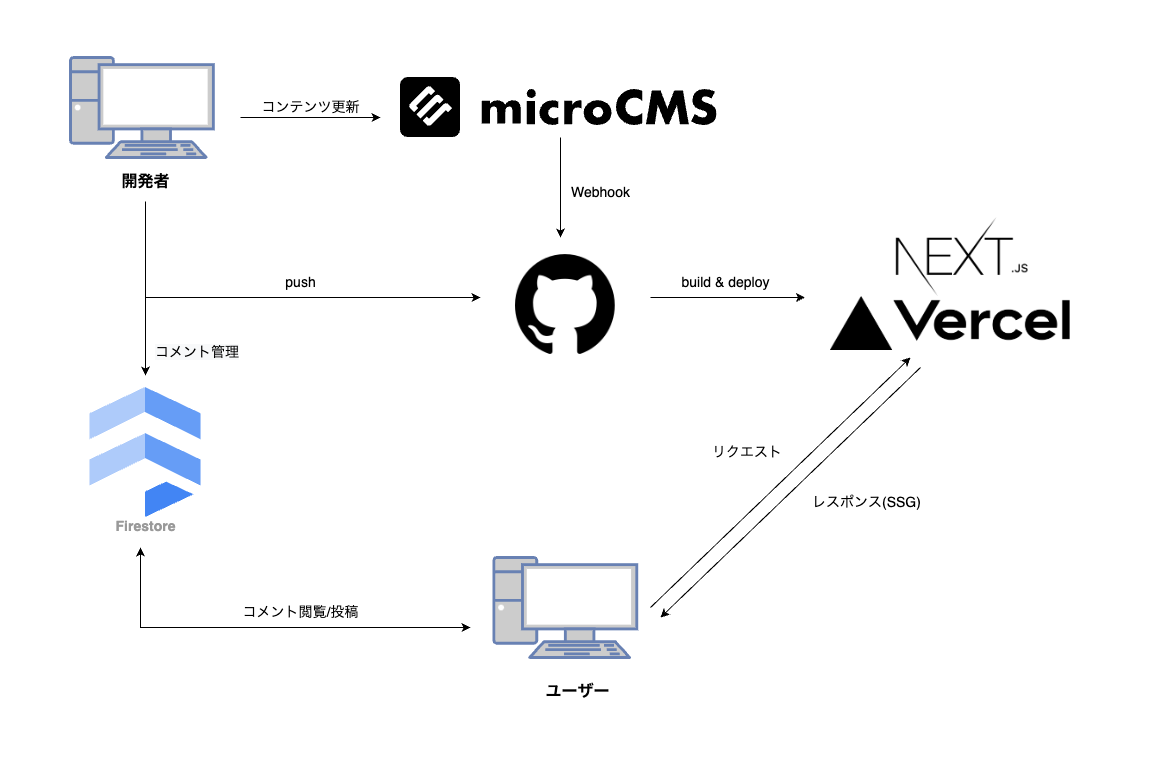 コンテンツ更新
microCMS
開発者
Webhook
NEXT.JS
push
build & deploy
Vercel
コメント管理
リクエスト
レスポンス(SSG)
Firestore
コメント閲覧/投稿
ユーザー